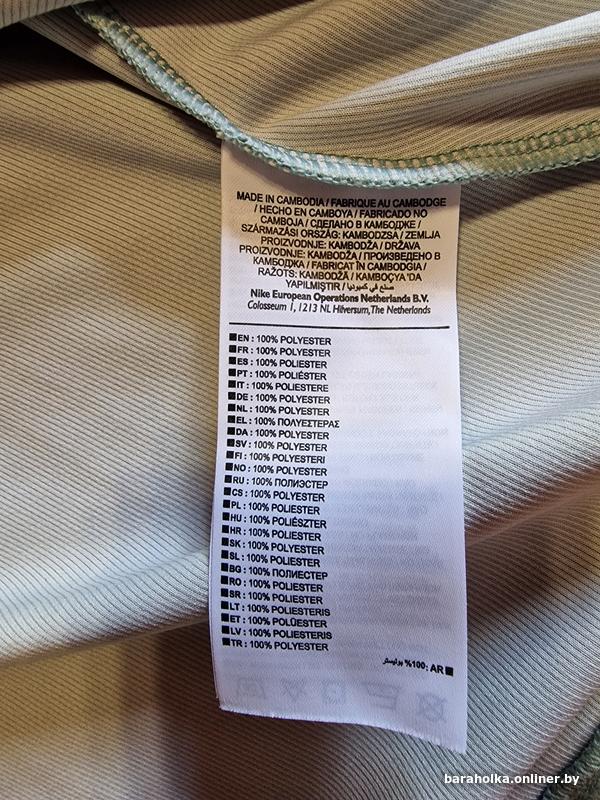 MADE IN CAMBODIA / FABRIQUE AU CAMBODGE
/ HECHO EN CAMBOYA / FABRICADO NO
CAMBOJA / СДЕЛАНО В КАМБОДЖЕ /
SZÁRMAZÁSI ORSZÁG: KAMBODZSA / ZEMLJA
PROIZVODNJE: KAMBODŽA / DRŽAVA
PROIZVODNJE: KAMBODŽA / ПРОИЗВЕДЕНО В
КАМБОДЖА / FABRICAT ÎN CAMBODGIA /
RAŽOTS: KAMBODŽĀ / KAMBOÇYA 'DA
YAPILMIŞTIR / صنع في كمبوديا
Nike European Operations Netherlands B.V.
Colosseum 1, 1213 NL Hilversum,The Netherlands
EN : 100% POLYESTER
FR : 100% POLYESTER
ES : 100% POLIESTER
PT : 100% POLIÉSTER
IT : 100% POLIESTERE
DE : 100% POLYESTER
NL : 100% POLYESTER
EL : 100% ΠΟΛΥΕΣΤΕΡΑΣ
DA : 100% POLYESTER
SV : 100% POLYESTER
FI : 100% POLYESTERI
NO : 100% POLYESTER
RU : 100% ПОЛИЭСТЕР
CS : 100% POLYESTER
PL : 100% POLIESTER
HU : 100% POLIÉSZTER
HR : 100% POLIESTER
SK : 100% POLYESTER
SL : 100% POLIESTER
BG : 100% ПОЛИЕСТЕР
RO : 100% POLIESTER
SR : 100% POLIESTER
LT : 100% POLIESTERIS
ET : 100% POLÜESTER
LV : 100% POLIESTERIS
TR : 100% POLYESTER
AR :100% بوليستر
baraholka.onliner.by